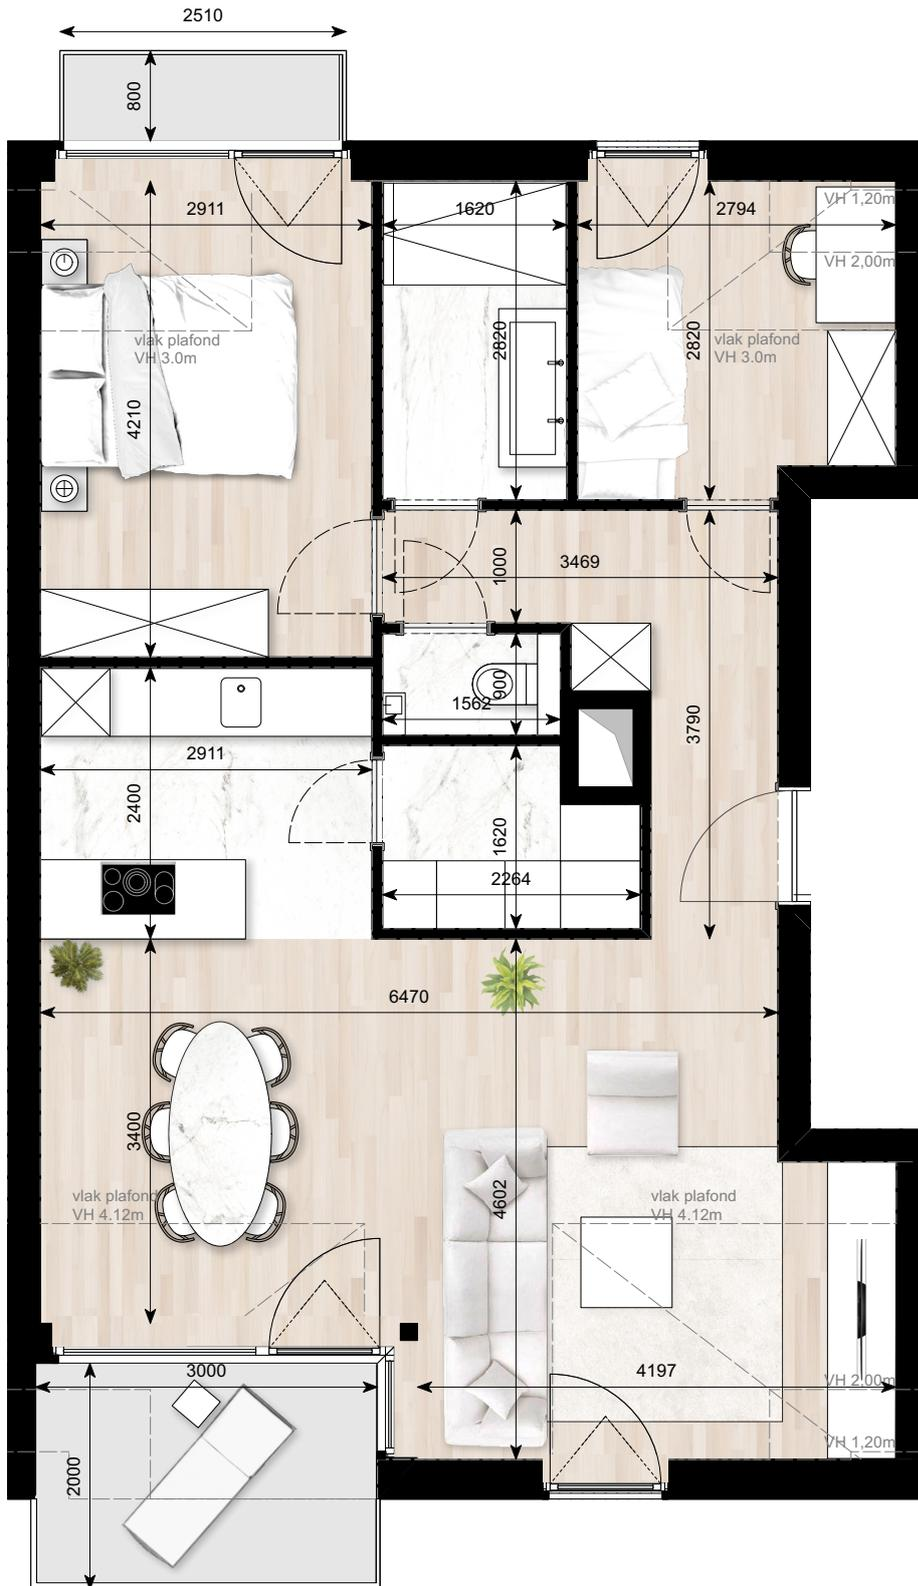 2510
800
2911
1620
2794
VH 1,20m
VH 2,00m
vlak plafond
VH 3.0m
2820
2820
vlak plafond
VH 3.0m
4210
1000
3469
900
1562
3790
2911
2400
1620
2264
6470
3400
4602
vlak plafond
VH 4.12m
vlak plafond
VH 4.12m
3000
4197
VH 2,00m
VH 1,20m
2000